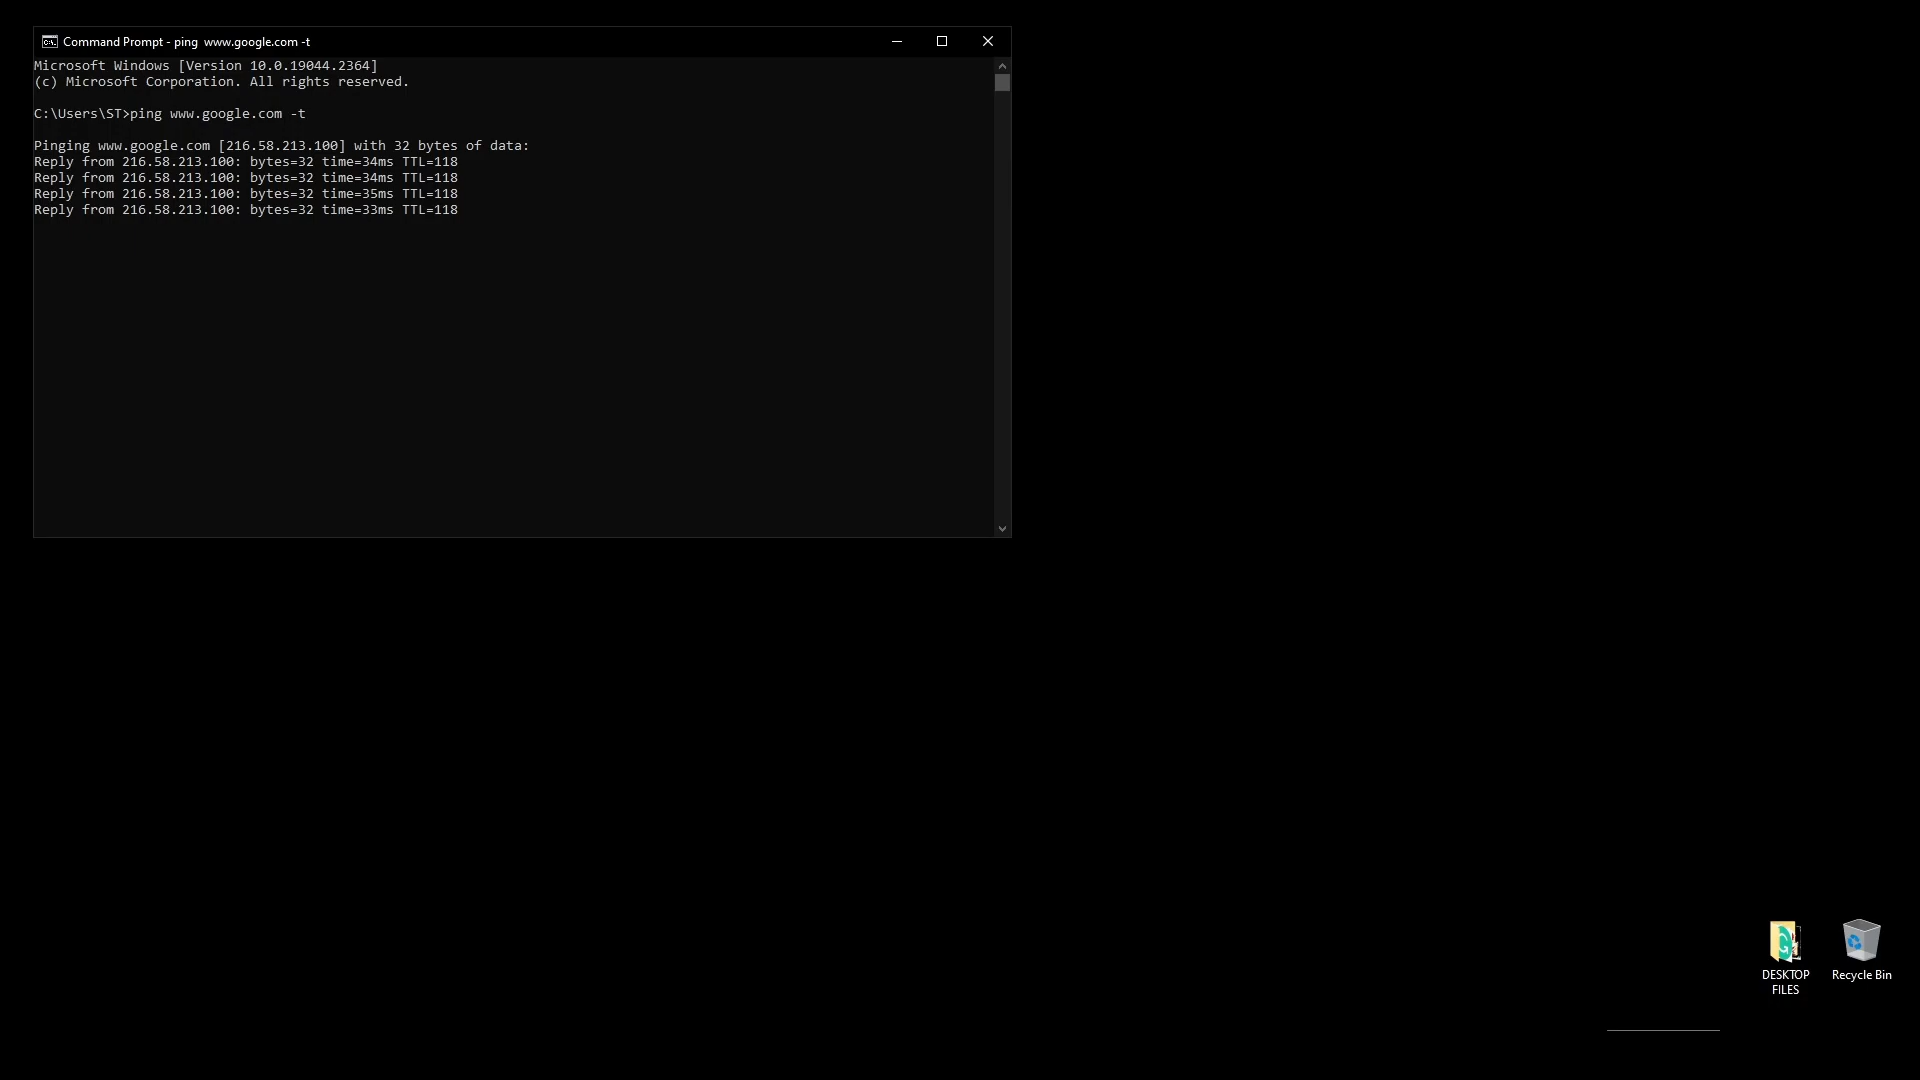 Command Prompt - ping  www.google.com -t
Microsoft Windows [Version 10.0.19044.2364]
(c) Microsoft Corporation. All rights reserved.
C:\Users\ST>ping www.google.com -t
Pinging www.google.com [216.58.213.100] with 32 bytes of data:
Reply from 216.58.213.100: bytes=32 time=34ms TTL=118
Reply from 216.58.213.100: bytes=32 time=34ms TTL=118
Reply from 216.58.213.100: bytes=32 time=35ms TTL=118
Reply from 216.58.213.100: bytes=32 time=33ms TTL=118
DESKTOP
FILES
Recycle Bin